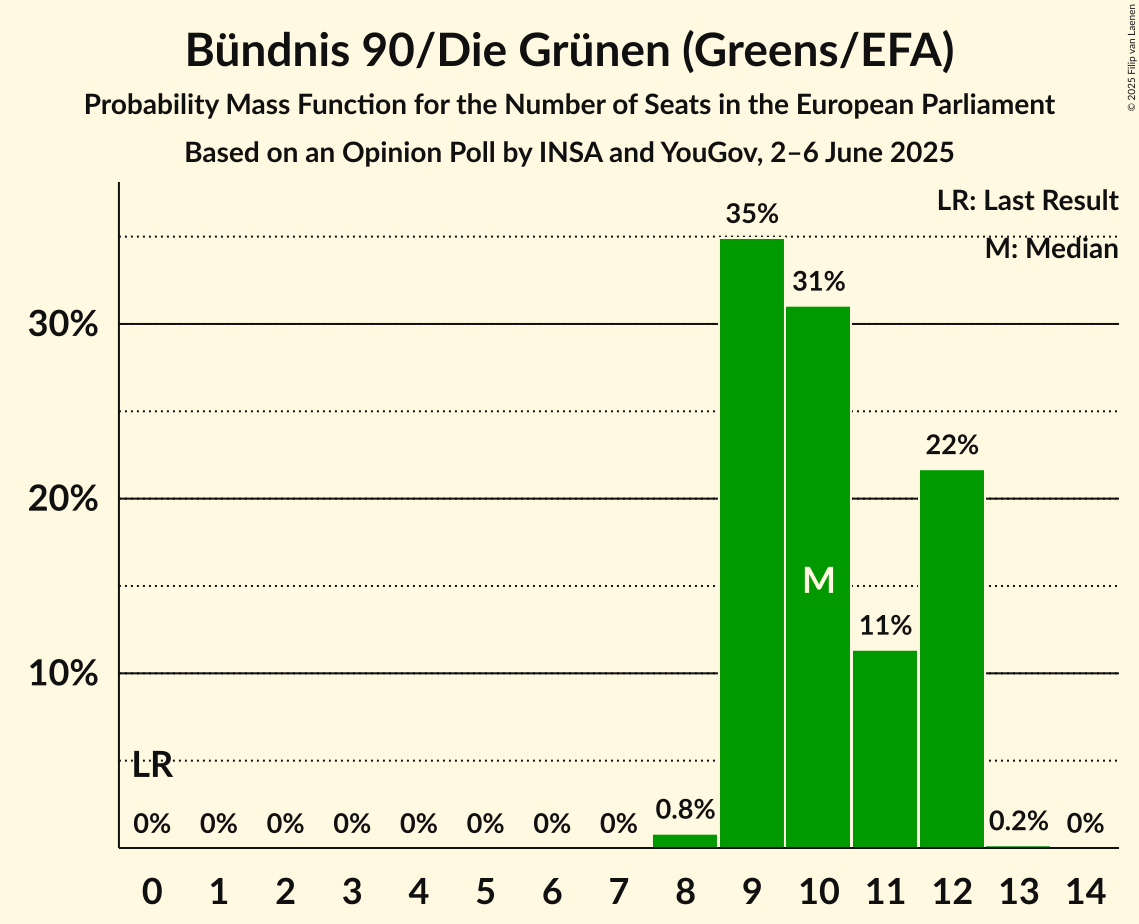 Bündnis 90/Die Grünen (Greens/EFA)
Probability Mass Function for the Number of Seats in the European Parliament
Based on an Opinion Poll by INSA and YouGov, 2–6 June 2025
© 2025 Filip van Laenen
LR: Last Result
M: Median
35%
31%
30%
22%
20%
M
11%
10%
LR
0% 0% 0% 0% 0% 0% 0% 0% 0.8% 0.2% 0%
0 1 2 3 4 5 6 7 8 9 10 11 12 13 14